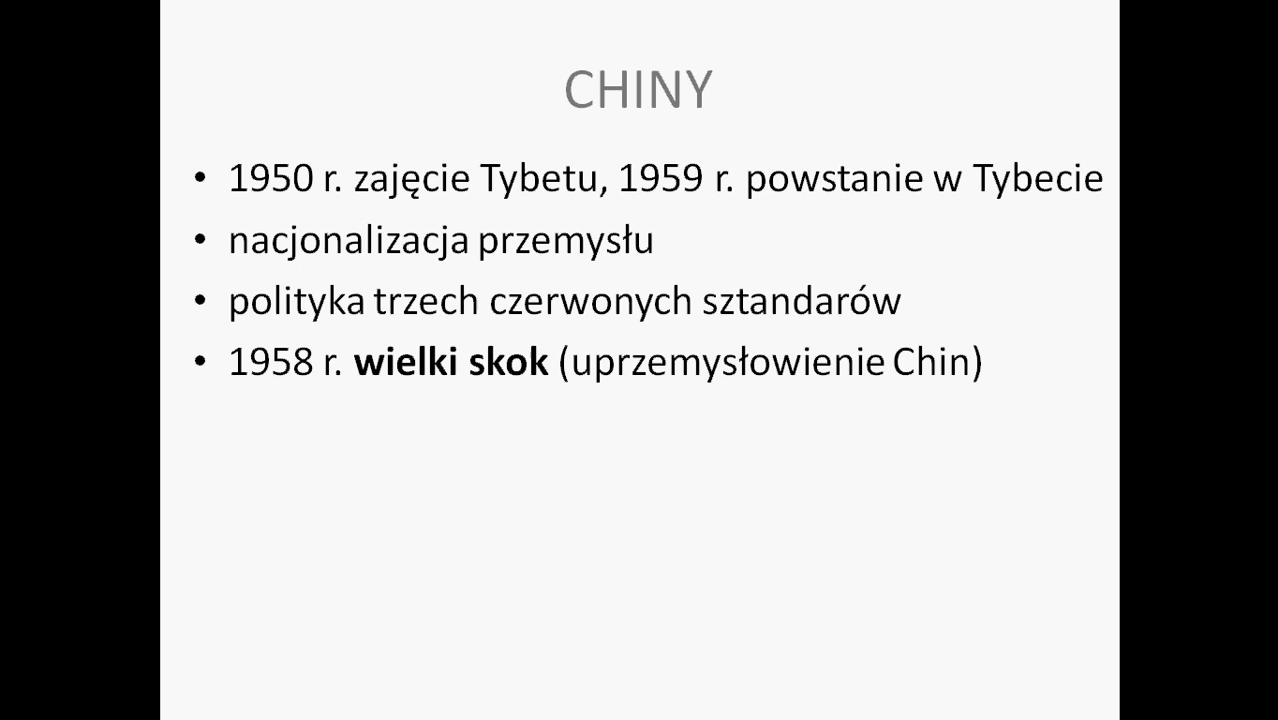 CHINY
• 1950 r. zajęcie Tybetu, 1959 r. powstanie w Tybecie
• nacjonalizacja przemysłu
• polityka trzech czerwonych sztandarów
• 1958 r. wielki skok (uprzemysłowienie Chin)